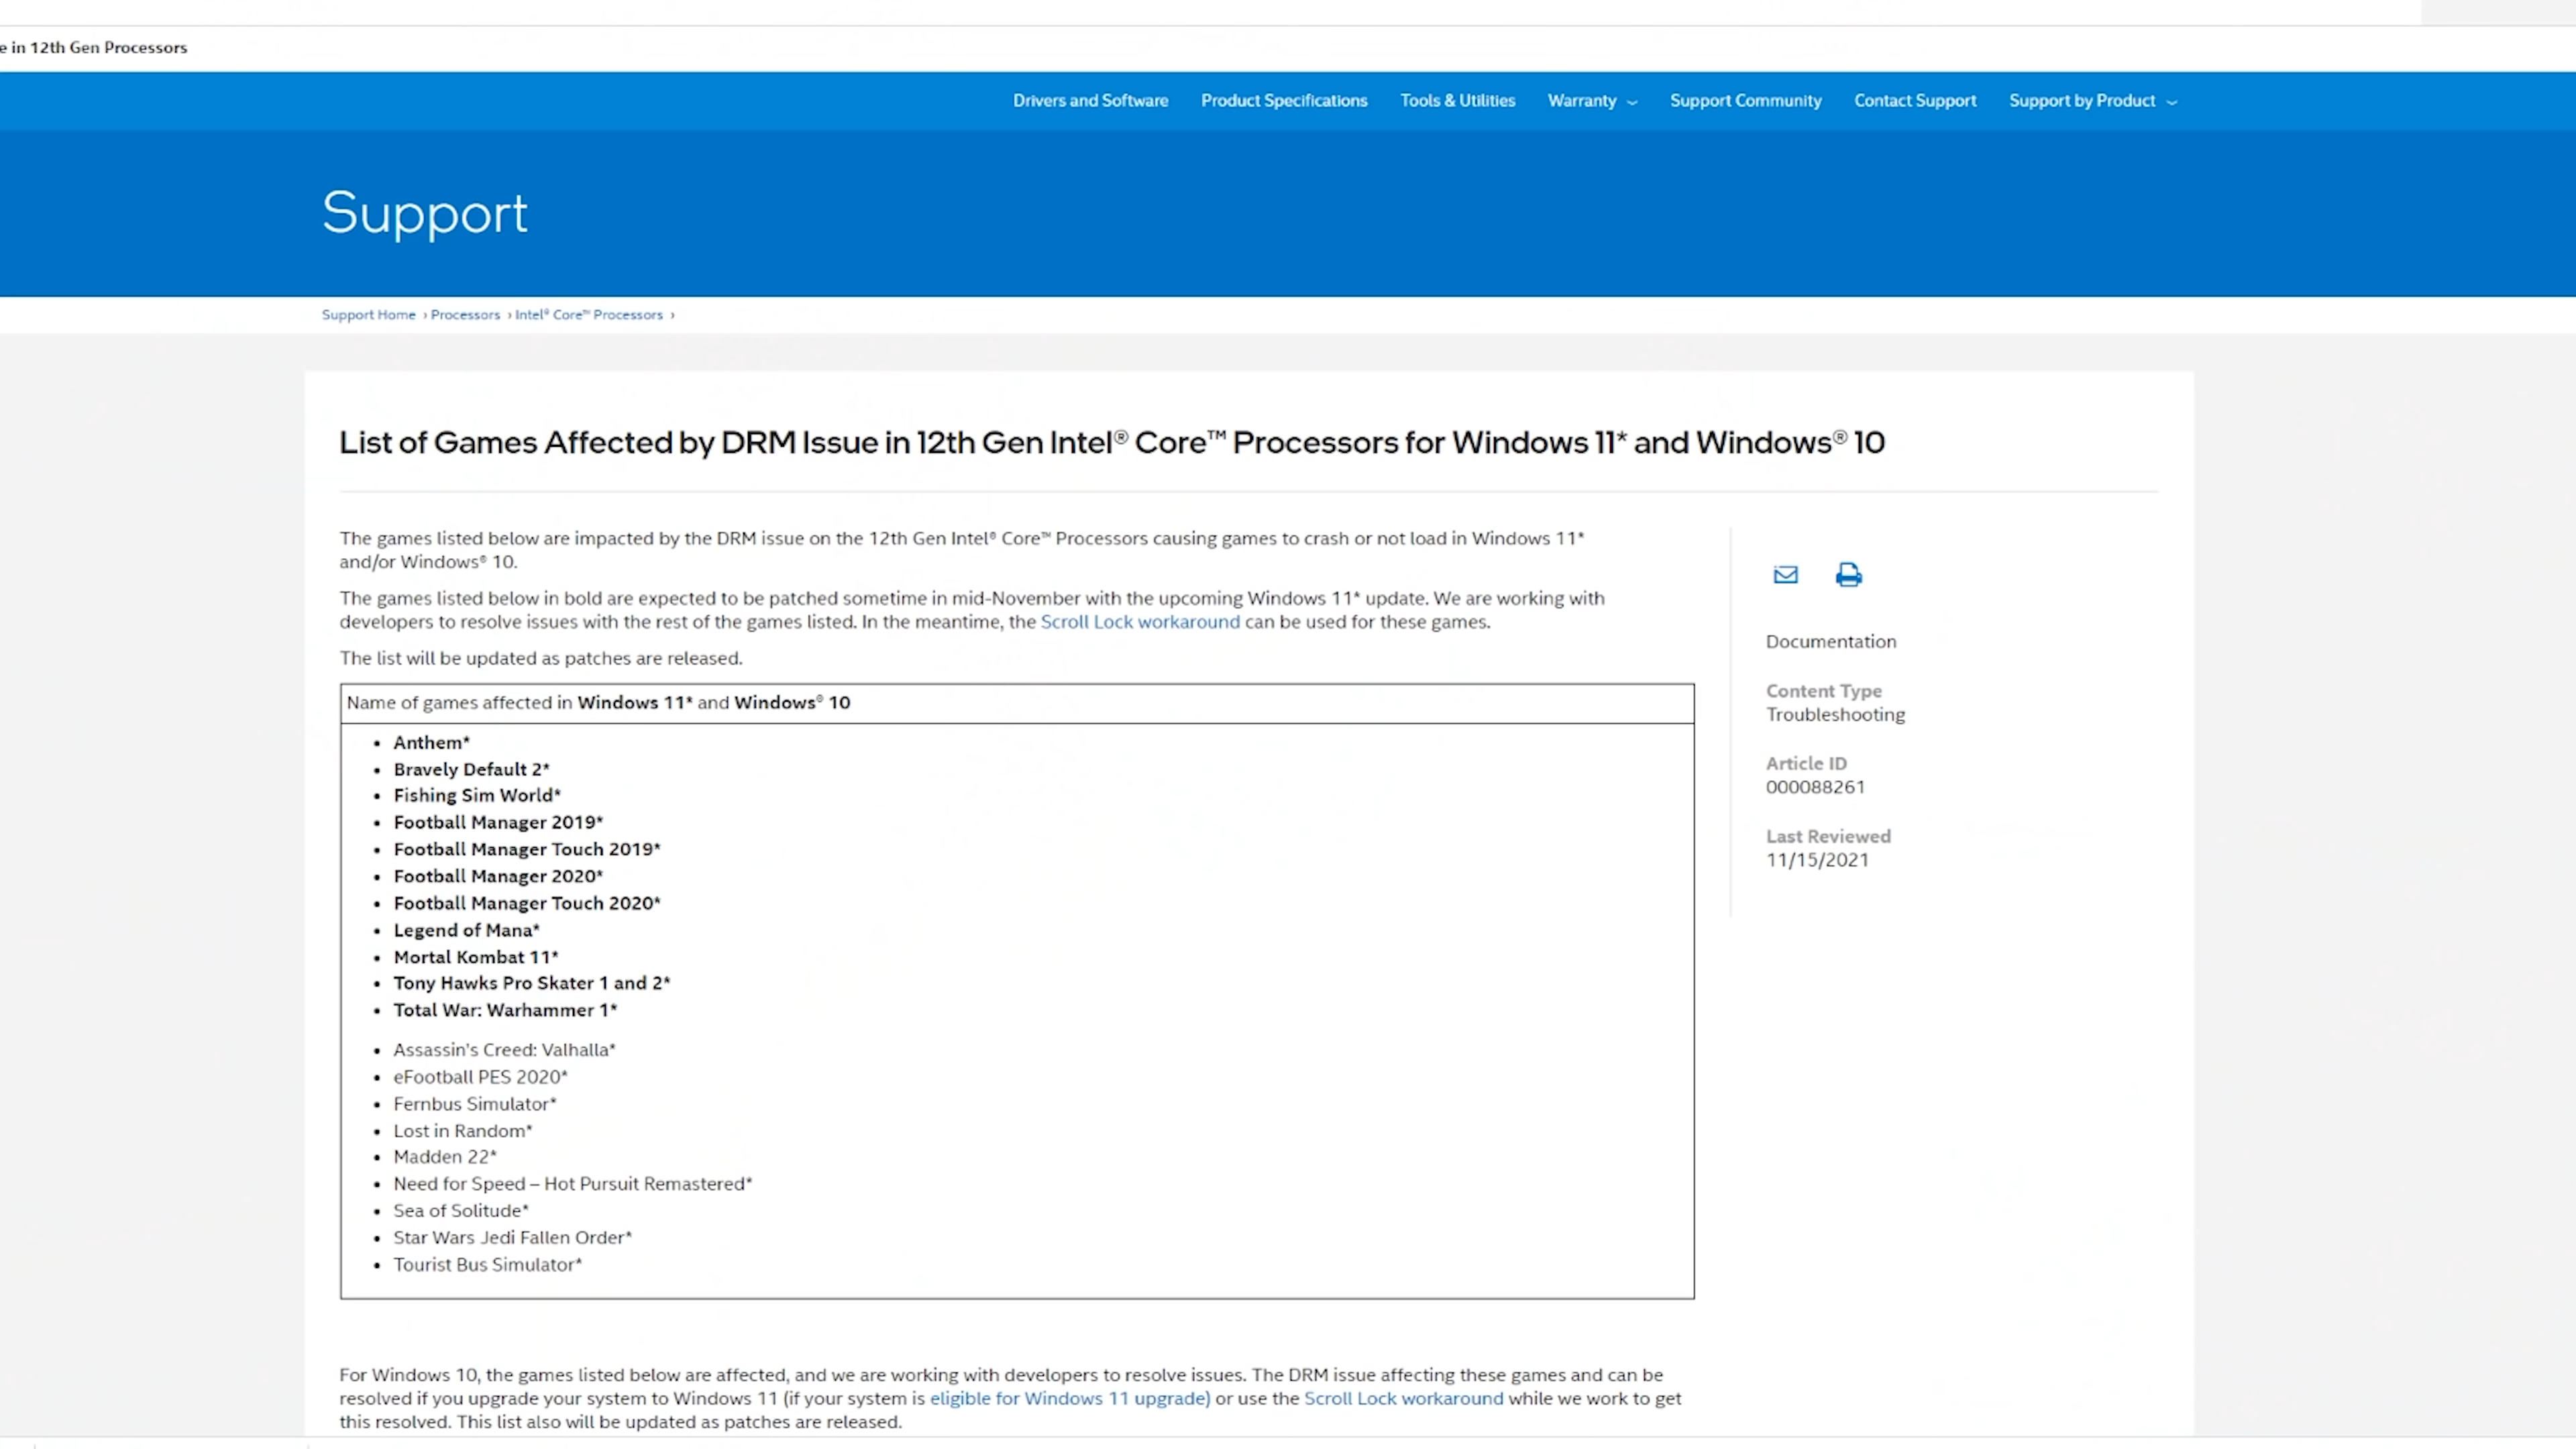 e in 12th Gen Processors
Drivers and Software Product Specifications Tools & Utilities Warranty Support Community Contact Support Support by Product
Support
Support Home › Processors › Intel® Core™ Processors ›
List of Games Affected by DRM Issue in 12th Gen Intel® Core™ Processors for Windows 11* and Windows® 10
The games listed below are impacted by the DRM issue on the 12th Gen Intel® Core™ Processors causing games to crash or not load in Windows 11*
and/or Windows® 10.
The games listed below in bold are expected to be patched sometime in mid-November with the upcoming Windows 11* update. We are working with
developers to resolve issues with the rest of the games listed. In the meantime, the Scroll Lock workaround can be used for these games.
The list will be updated as patches are released.
Name of games affected in Windows 11* and Windows® 10
• Anthem*
• Bravely Default 2*
• Fishing Sim World*
• Football Manager 2019*
• Football Manager Touch 2019*
• Football Manager 2020*
• Football Manager Touch 2020*
• Legend of Mana*
• Mortal Kombat 11*
• Tony Hawks Pro Skater 1 and 2*
• Total War: Warhammer 1*
• Assassin's Creed: Valhalla*
• eFootball PES 2020*
• Fernbus Simulator*
• Lost in Random*
• Madden 22*
• Need for Speed – Hot Pursuit Remastered*
• Sea of Solitude*
• Star Wars Jedi Fallen Order*
• Tourist Bus Simulator*
For Windows 10, the games listed below are affected, and we are working with developers to resolve issues. The DRM issue affecting these games and can be
resolved if you upgrade your system to Windows 11 (if your system is eligible for Windows 11 upgrade) or use the Scroll Lock workaround while we work to get
this resolved. This list also will be updated as patches are released.
Documentation
Content Type
Troubleshooting
Article ID
000088261
Last Reviewed
11/15/2021